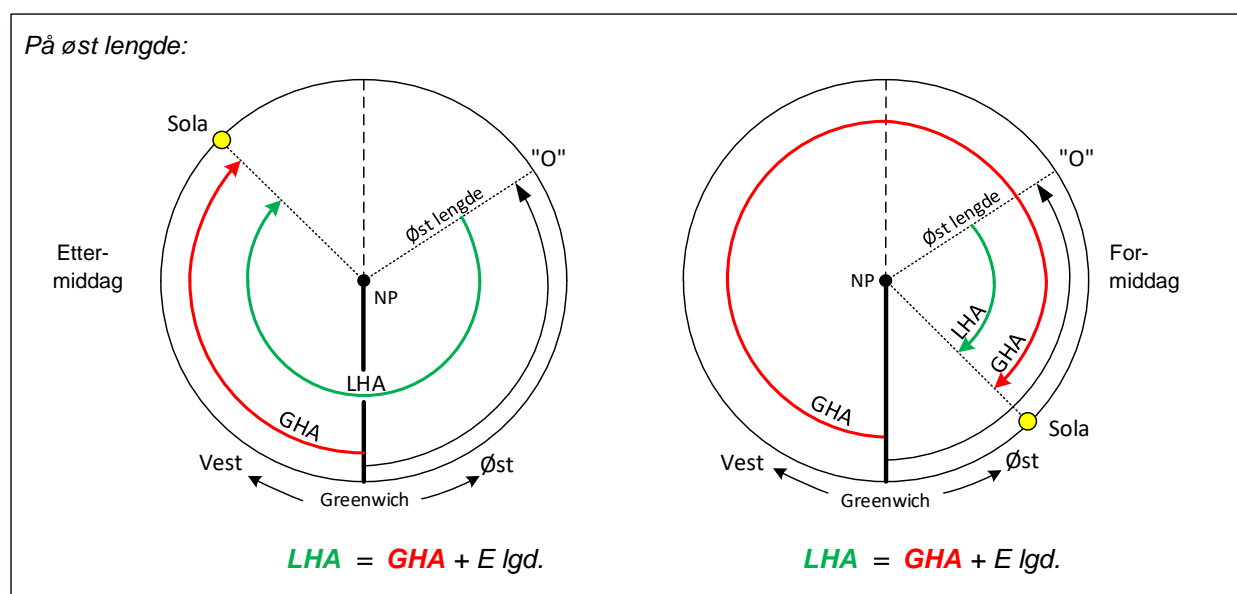 På øst lengde:
Sola
"O"
Øst lengde
Etter-
middag
NP
LHA
GHA
Vest
Øst
Greenwich
LHA = GHA + E lgd.
"O"
Øst lengde
For-
middag
NP
LHA
GHA
GHA
Sola
Vest
Øst
Greenwich
LHA = GHA + E lgd.